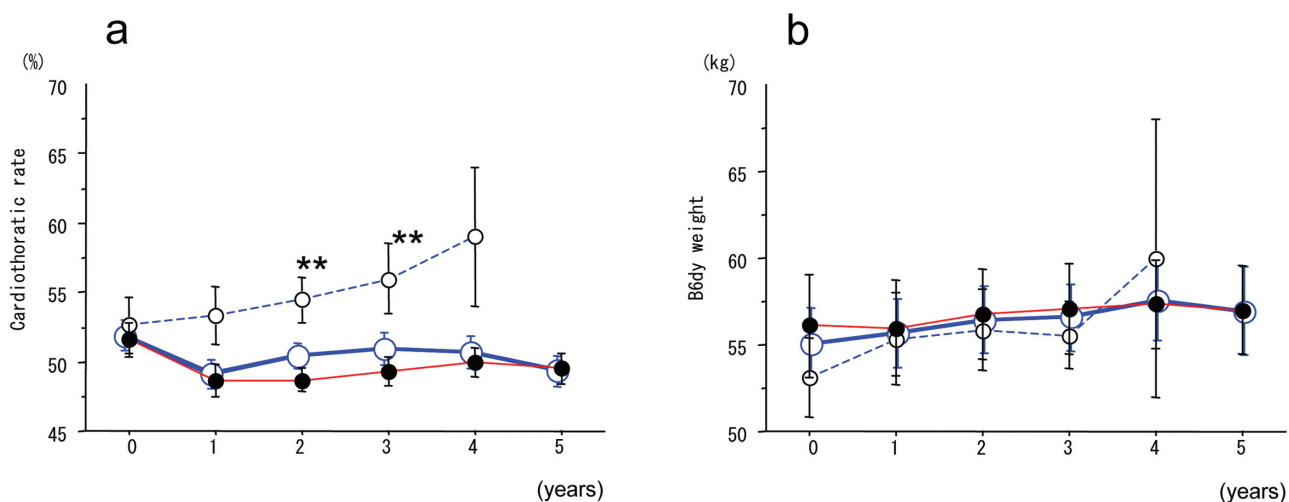 a
(%)
70
65
60
55
50
45
Cardiothoratic rate
**
**
0 1 2 3 4 5
(years)
b
(kg)
70
65
60
55
50
B6dy weight
0 1 2 3 4 5
(years)